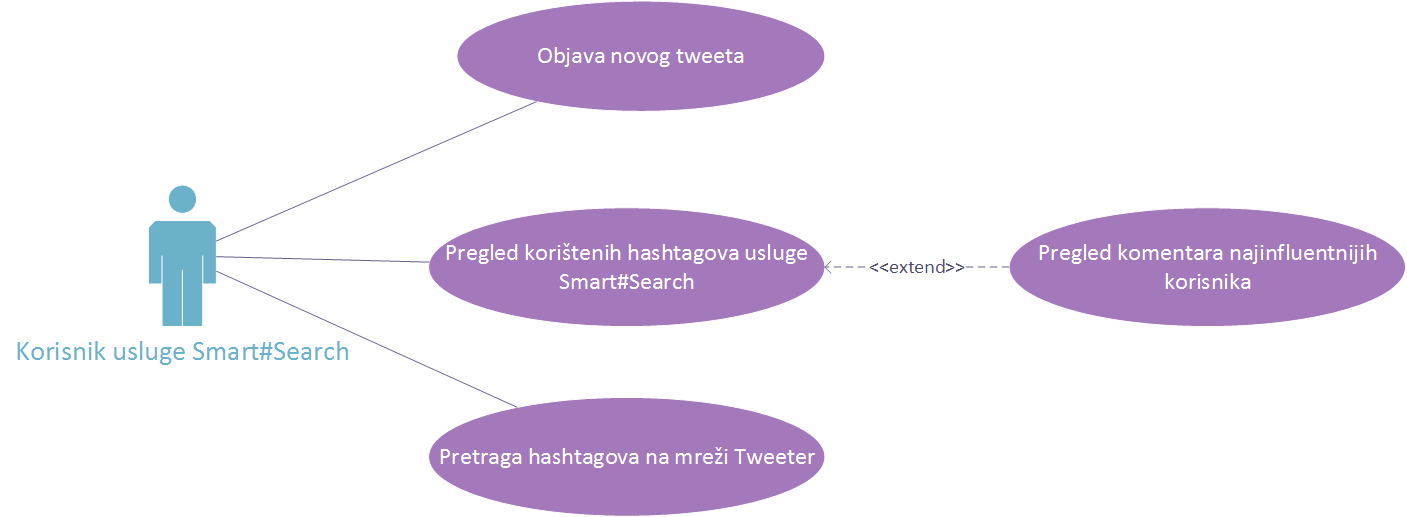 Objava novog tweeta
Pregled korištenih hashtagova usluge
Smart#Search
<<extend>>
Pregled komentara najinfluentnijih
korisnika
Korisnik usluge Smart#Search
Pretraga hashtagova na mreži Tweeter